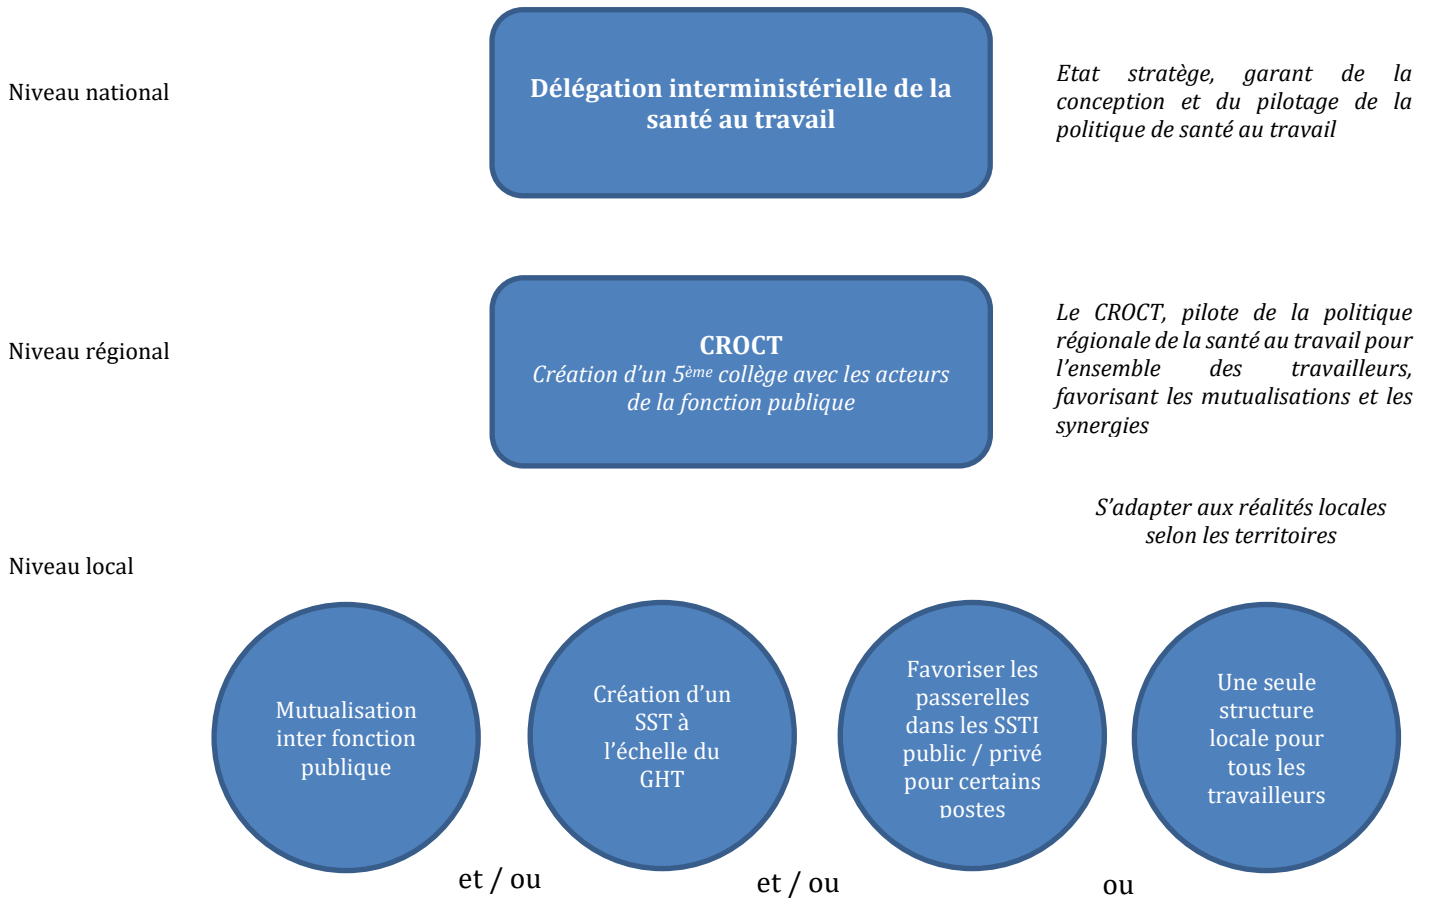 Niveau national
Délégation interministérielle de la
santé au travail
Etat stratège, garant de la
conception et du pilotage de la
politique de santé au travail
Niveau régional
CROCT
Création d’un 5ème collège avec les acteurs
de la fonction publique
Le CROCT, pilote de la politique
régionale de la santé au travail pour
l’ensemble des travailleurs,
favorisant les mutualisations et les
synergies
S’adapter aux réalités locales
selon les territoires
Niveau local
Mutualisation
inter fonction
publique
Création d’un
SST à
l’échelle du
GHT
Favoriser les
passerelles
dans les SSTI
public / privé
pour certains
postes
Une seule
structure
locale pour
tous les
travailleurs
et / ou
et / ou
ou